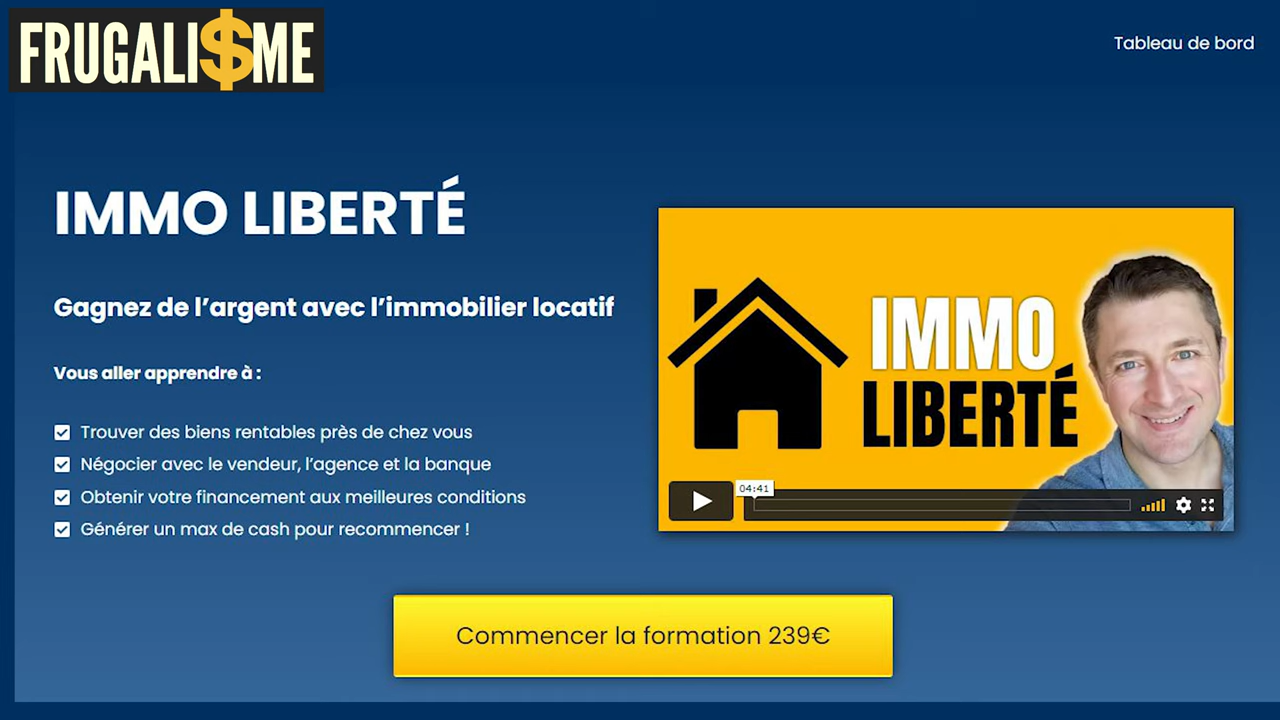 FRUGALI$ME
Tableau de bord
IMMO LIBERTÉ
Gagnez de l’argent avec l’immobilier locatif
Vous aller apprendre à :
Trouver des biens rentables près de chez vous
Négocier avec le vendeur, l’agence et la banque
Obtenir votre financement aux meilleures conditions
Générer un max de cash pour recommencer !
IMMO
LIBERTÉ
04:41
Commencer la formation 239€